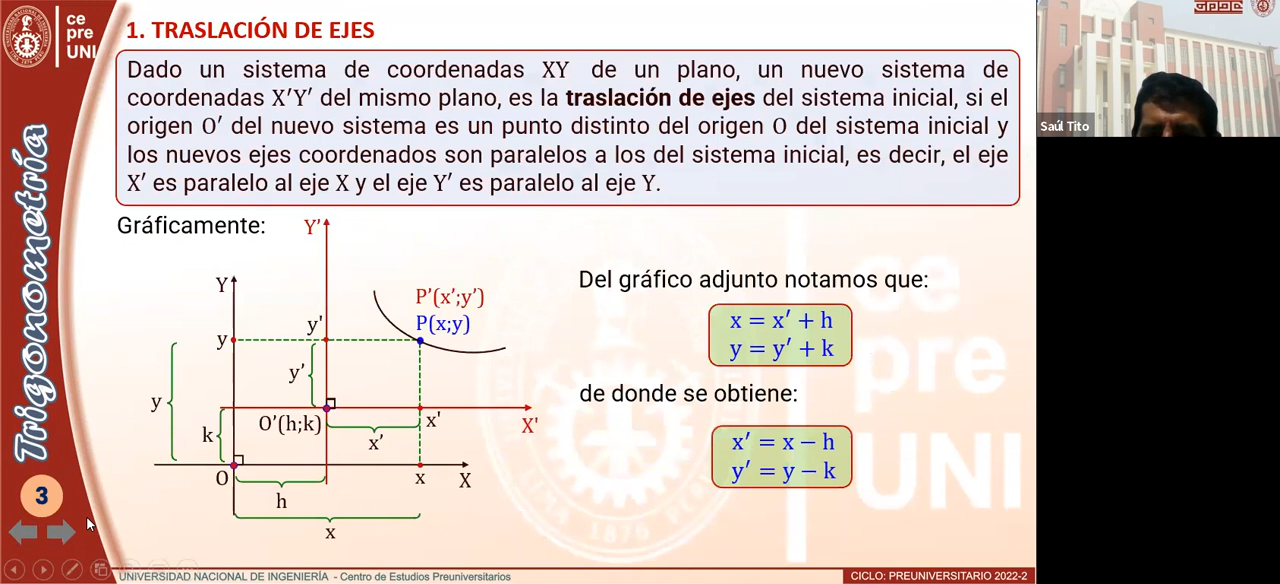 ce
pre
UNI
1. TRASLACIÓN DE EJES
Dado un sistema de coordenadas XY de un plano, un nuevo sistema de
coordenadas X′Y′ del mismo plano, es la traslación de ejes del sistema inicial, si el
origen O′ del nuevo sistema es un punto distinto del origen O del sistema inicial y
los nuevos ejes coordenados son paralelos a los del sistema inicial, es decir, el eje
X′ es paralelo al eje X y el eje Y′ es paralelo al eje Y.
Saúl Tito
Trigonometría
Gráficamente:
Y'
Y
P'(x';y')
P(x;y)
y'
y
y'
y
k
O'(h;k)
x'
x'
X'
O
x
X
h
x
Del gráfico adjunto notamos que:
x = x′ + h
y = y′ + k
de donde se obtiene:
x′ = x − h
y′ = y − k
ce
pre
UNI
1876
3
UNIVERSIDAD NACIONAL DE INGENIERÍA - Centro de Estudios Preuniversitarios
CICLO: PREUNIVERSITARIO 2022-2